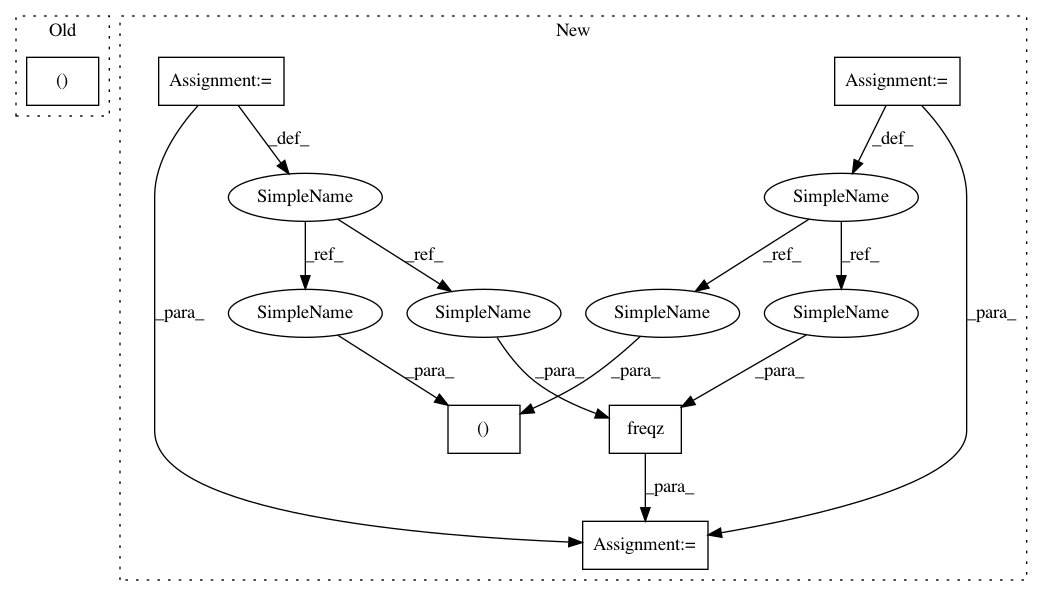 Old
New
()
Assignment:=
Assignment:=
_def_
_def_
SimpleName
SimpleName
_ref_
_ref_
_ref_
_ref_
_para_
SimpleName
SimpleName
SimpleName
SimpleName
_para_
_para_
_para_
_para_
_para_
()
freqz
_para_
Assignment:=